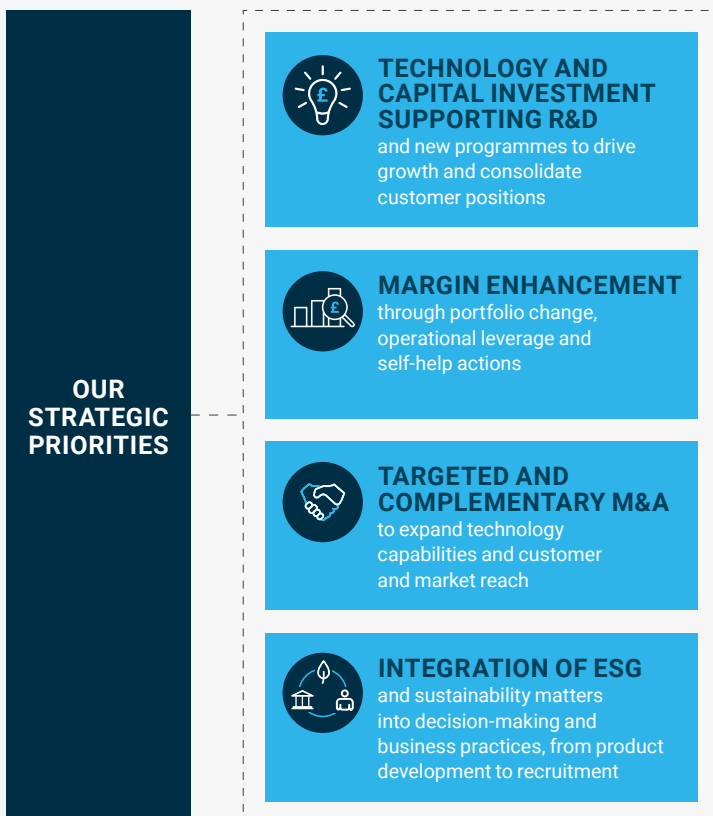 OUR
STRATEGIC
PRIORITIES
£
TECHNOLOGY AND
CAPITAL INVESTMENT
SUPPORTING R&D
and new programmes to drive
growth and consolidate
customer positions
£
MARGIN ENHANCEMENT
through portfolio change,
operational leverage and
self-help actions
TARGETED AND
COMPLEMENTARY M&A
to expand technology
capabilities and customer
and market reach
INTEGRATION OF ESG
and sustainability matters
into decision-making and
business practices, from product
development to recruitment